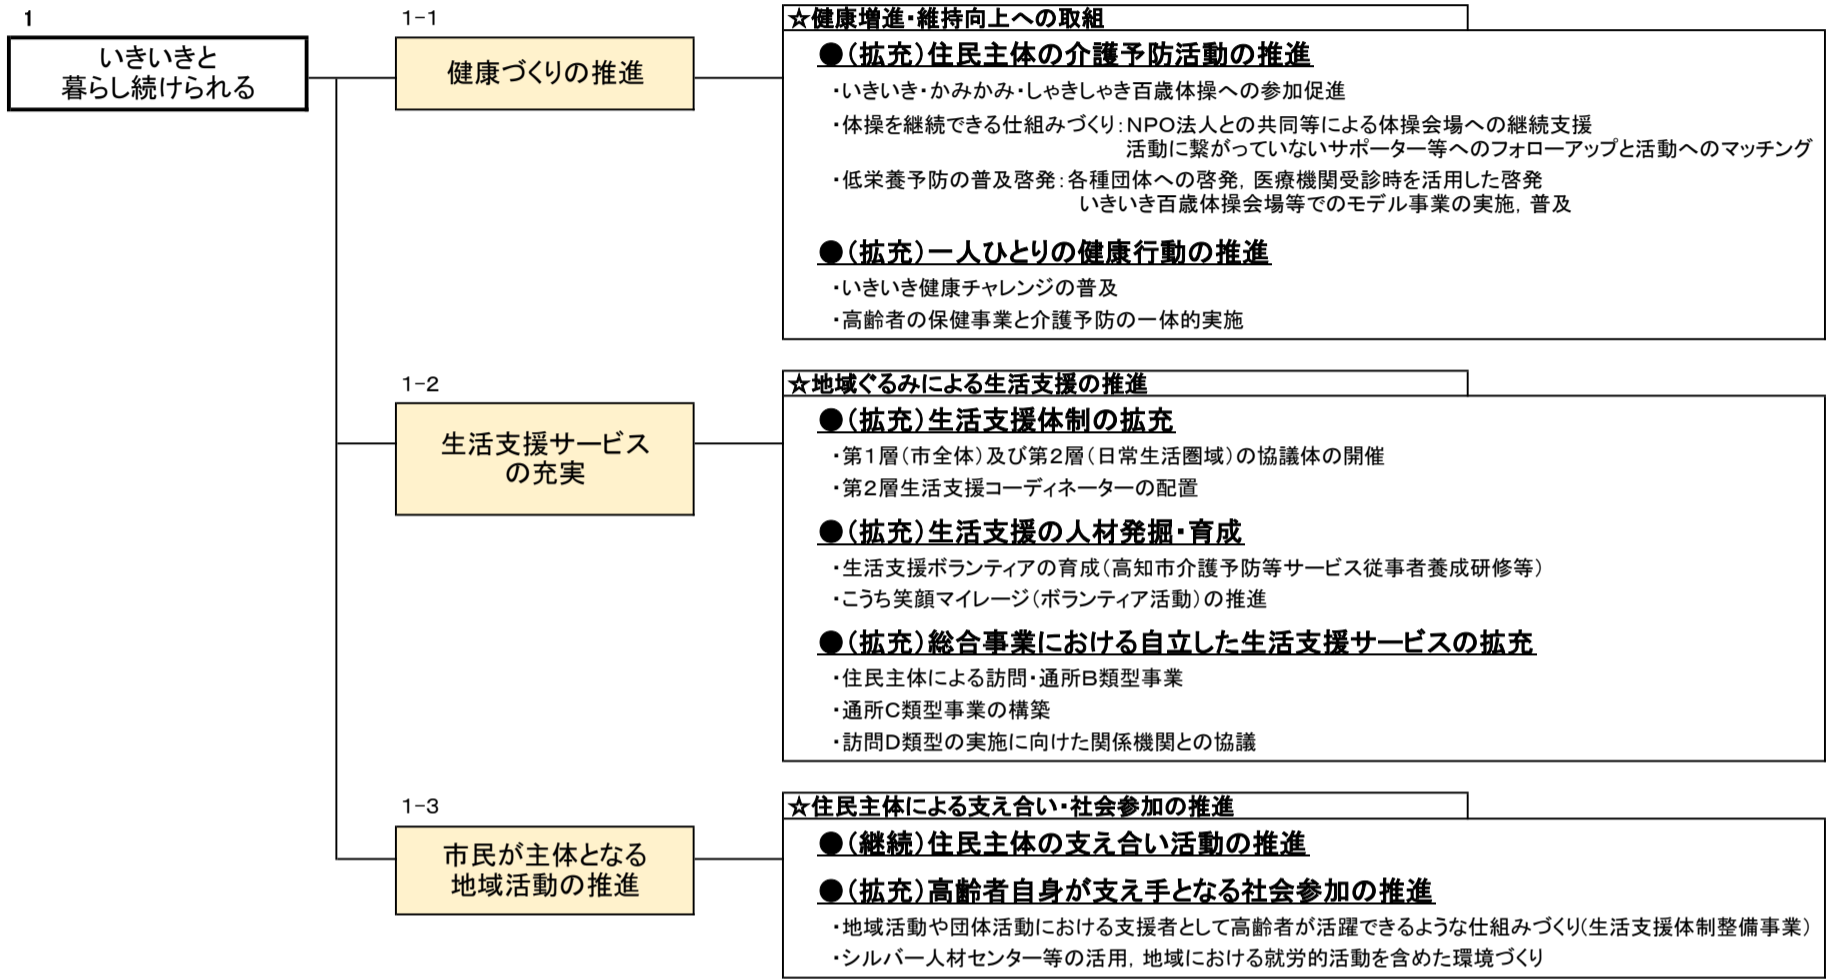 1
いきいきと
暮らし続けられる
1-1
健康づくりの推進
☆健康増進・維持向上への取組
●(拡充)住民主体の介護予防活動の推進
・いきいき・かみかみ・しゃきしゃき百歳体操への参加促進
・体操を継続できる仕組みづくり:NPO法人との共同等による体操会場への継続支援
活動に繋がっていないサポーター等へのフォローアップと活動へのマッチング
・低栄養予防の普及啓発:各種団体への啓発,医療機関受診時を活用した啓発
いきいき百歳体操会場等でのモデル事業の実施,普及
●(拡充)一人ひとりの健康行動の推進
・いきいき健康チャレンジの普及
・高齢者の保健事業と介護予防の一体的実施
1-2
生活支援サービス
の充実
☆地域ぐるみによる生活支援の推進
●(拡充)生活支援体制の拡充
・第1層(市全体)及び第2層(日常生活圏域)の協議体の開催
・第2層生活支援コーディネーターの配置
●(拡充)生活支援の人材発掘・育成
・生活支援ボランティアの育成(高知市介護予防等サービス従事者養成研修等)
・こうち笑顔マイレージ(ボランティア活動)の推進
●(拡充)総合事業における自立した生活支援サービスの拡充
・住民主体による訪問・通所B類型事業
・通所C類型事業の構築
・訪問D類型の実施に向けた関係機関との協議
1-3
市民が主体となる
地域活動の推進
☆住民主体による支え合い・社会参加の推進
●(継続)住民主体の支え合い活動の推進
●(拡充)高齢者自身が支え手となる社会参加の推進
・地域活動や団体活動における支援者として高齢者が活躍できるような仕組みづくり(生活支援体制整備事業)
・シルバー人材センター等の活用,地域における就労的活動を含めた環境づくり